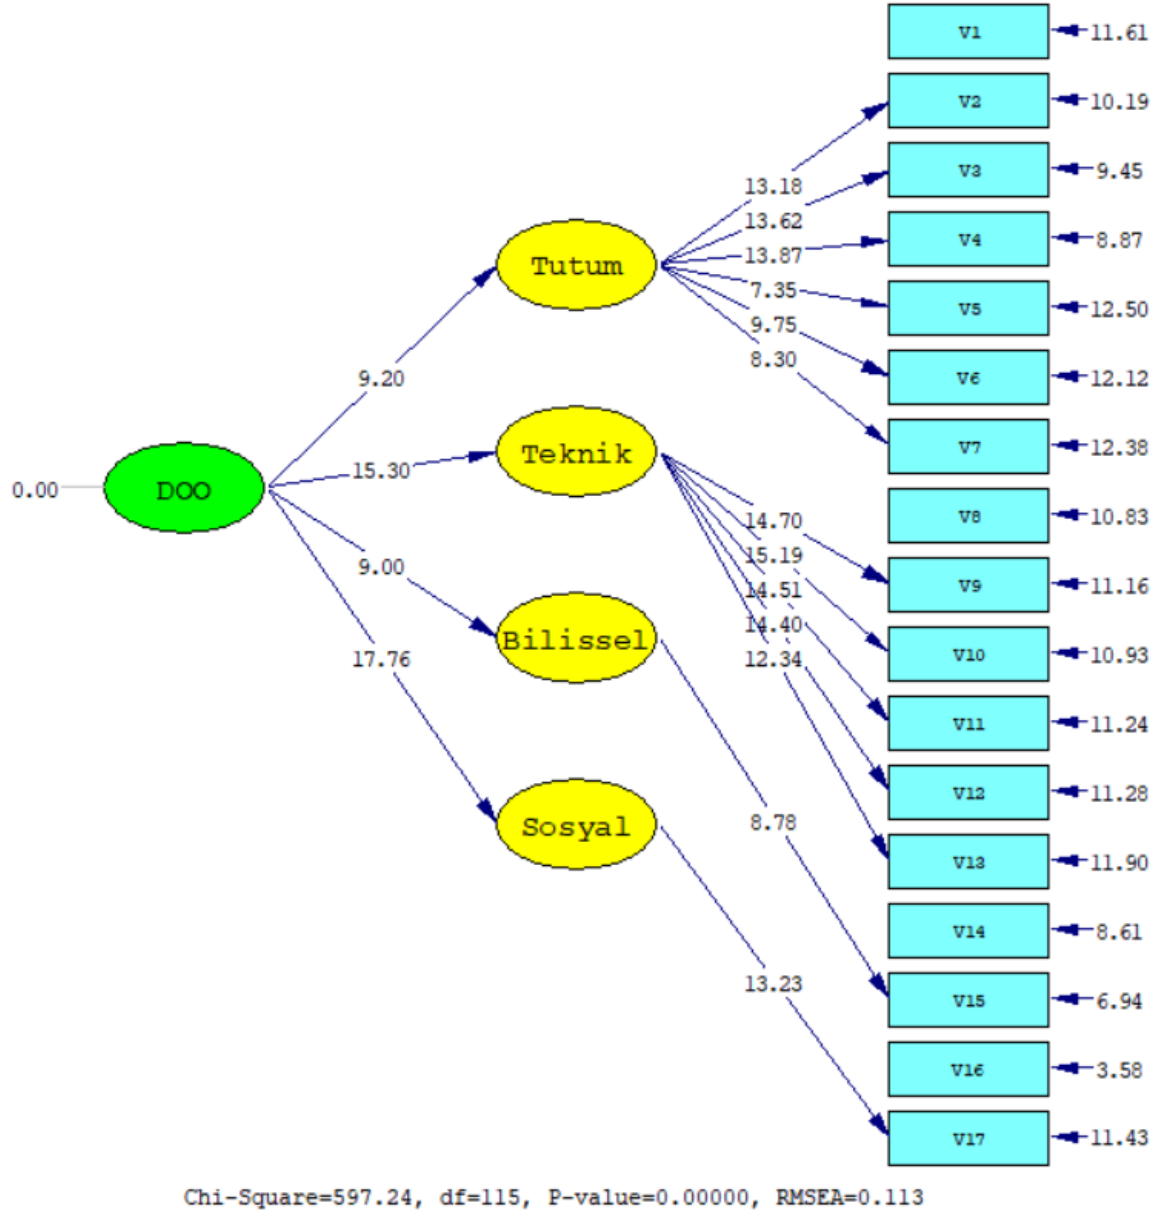 V1 11.61
V2 10.19
13.18
V3 9.45
13.62
V4 8.87
13.87
Tutum
7.35
V5 12.50
9.75
8.30
V6 12.12
9.20
V7 12.38
Teknik
15.30
0.00 DOO
V8 10.83
14.70
15.19
9.00
V9 11.16
14.51
14.40
Bilissel
12.34
V10 10.93
17.76
V11 11.24
V12 11.28
8.78
Sosyal
V13 11.90
V14 8.61
13.23
V15 6.94
V16 3.58
V17 11.43
Chi-Square=597.24, df=115, P-value=0.00000, RMSEA=0.113